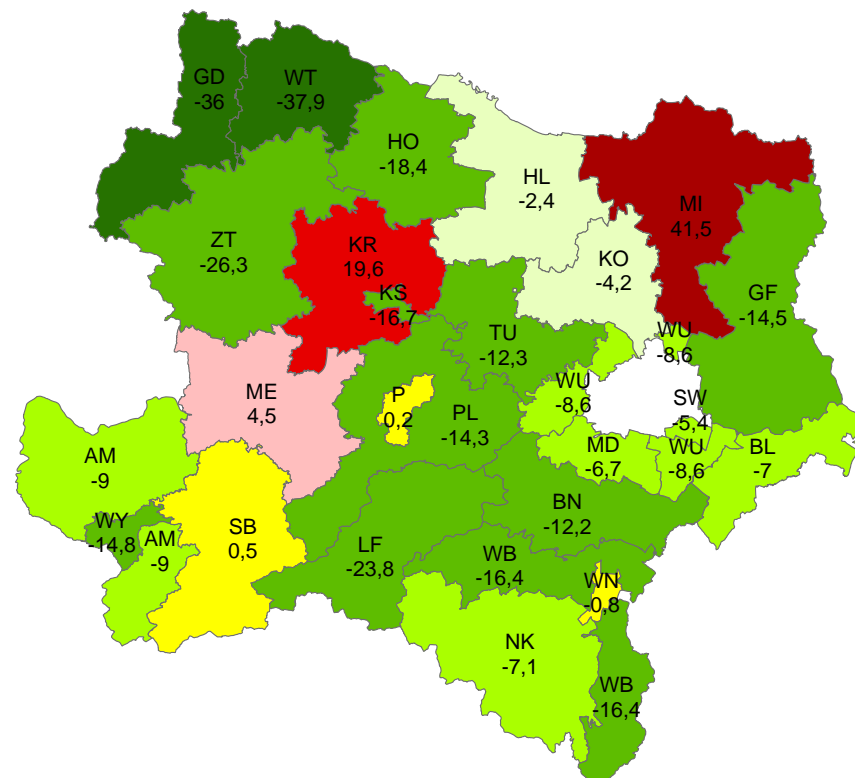 GD
-36
WT
-37,9
HO
-18,4
HL
-2,4
MI
41,5
ZT
-26,3
KR
19,6
KO
-4,2
KS
-16,7
GF
-14,5
TU
-12,3
WU
-8,6
ME
4,5
P
0,2
PL
-14,3
WU
-8,6
SW
-5,4
AM
-9
MD
-6,7
WU
-8,6
BL
-7
WY
-14,8
AM
-9
SB
0,5
BN
-12,2
LF
-23,8
WB
-16,4
WN
-0,8
NK
-7,1
WB
-16,4